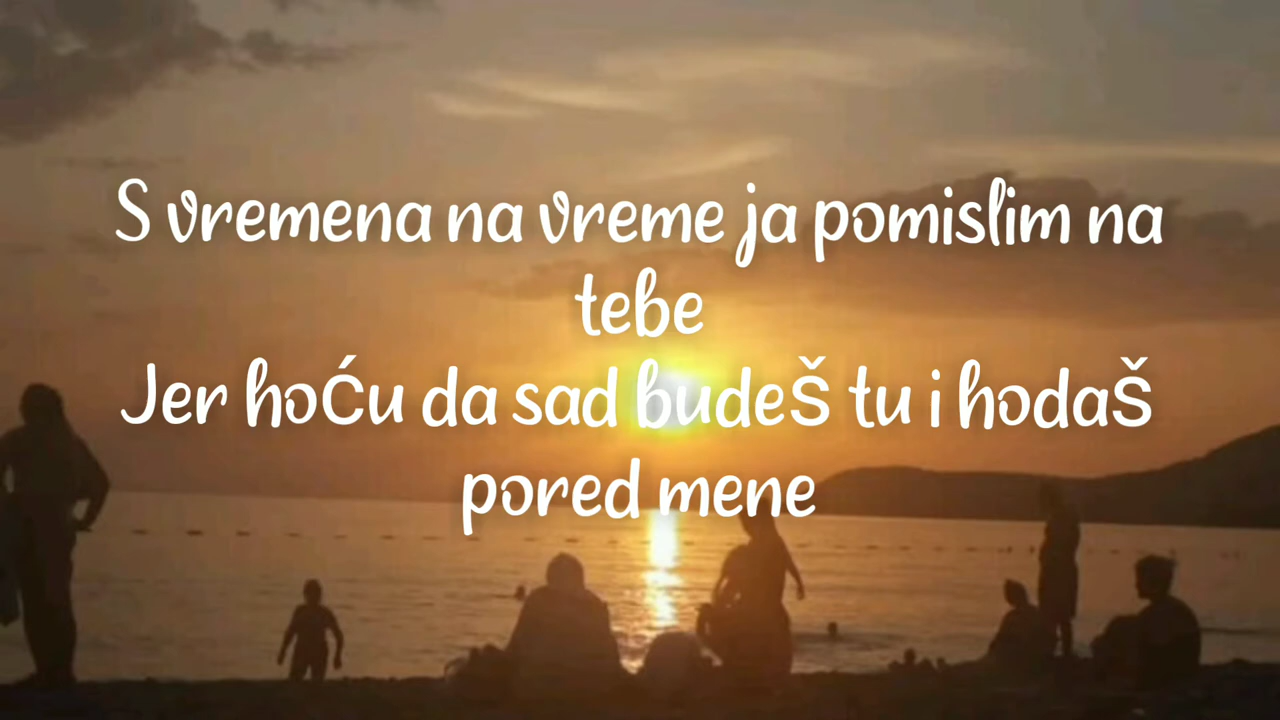 S vremena na vreme ja pomislim na
tebe
Jer hoću da sad budeš tu i hodaš
pored mene